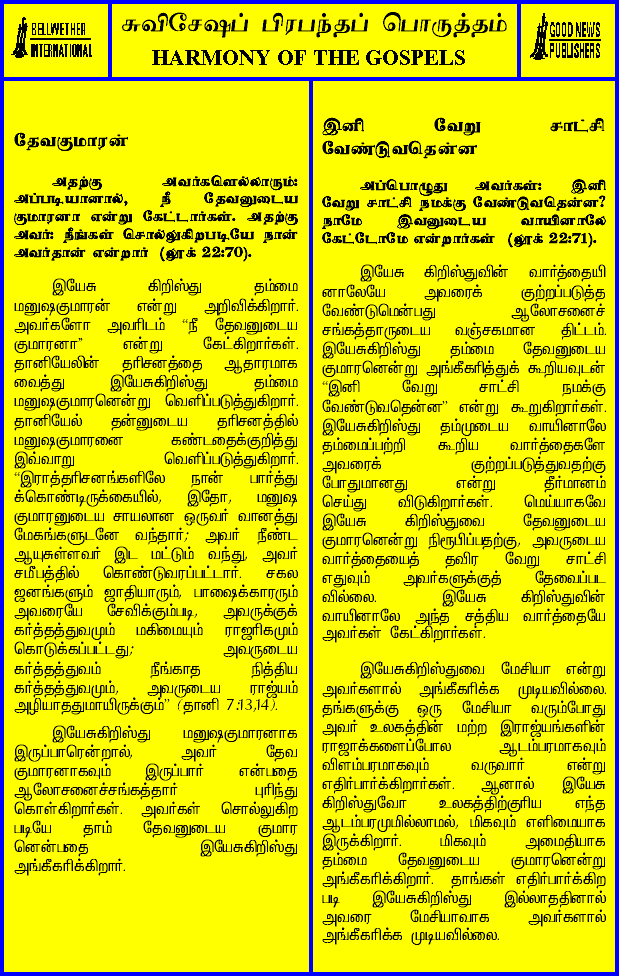 BELLWETHER
INTERNATIONAL
சுவிசேஷப் பிரபந்தப் பொருத்தம்
HARMONY OF THE GOSPELS
GOOD NEWS
PUBLISHERS
தேவகுமாரன்
அதற்கு அவர்களெல்லாரும்:
அப்படியானால், நீ தேவனுடைய
குமாரனா என்று கேட்டார்கள். அதற்கு
அவர்: நீங்கள் சொல்லுகிறபடியே நான்
அவர்தான் என்றார் (லூக் 22:70).
இயேசு கிறிஸ்து தம்மை
மனுஷகுமாரன் என்று அறிவிக்கிறார்.
அவர்களோ அவரிடம் “நீ தேவனுடைய
குமாரனா” என்று கேட்கிறார்கள்.
தானியேலின் தரிசனத்தை ஆதாரமாக
வைத்து இயேசுகிறிஸ்து தம்மை
மனுஷகுமாரனென்று வெளிப்படுத்துகிறார்.
தானியேல் தன்னுடைய தரிசனத்தில்
மனுஷகுமாரனை கண்டதைக்குறித்து
இவ்வாறு வெளிப்படுத்துகிறார்.
“இராத்தரிசனங்களிலே நான் பார்த்து
க்கொண்டிருக்கையில், இதோ, மனுஷ
குமாரனுடைய சாயலான ஒருவர் வானத்து
மேகங்களுடனே வந்தார்; அவர் நீண்ட
ஆயுசுள்ளவர் இட மட்டும் வந்து, அவர்
சமீபத்தில் கொண்டுவரப்பட்டார். சகல
ஜனங்களும் ஜாதியாரும், பாஷைக்காரரும்
அவரையே சேவிக்கும்படி, அவருக்குக்
கர்த்தத்துவமும் மகிமையும் ராஜரிகமும்
கொடுக்கப்பட்டது; அவருடைய
கர்த்தத்துவம் நீங்காத நித்திய
கர்த்தத்துவமும், அவருடைய ராஜ்யம்
அழியாததுமாயிருக்கும்” (தானி 7:13,14).
இயேசுகிறிஸ்து மனுஷகுமாரனாக
இருப்பாரென்றால், அவர் தேவ
குமாரனாகவும் இருப்பார் என்பதை
ஆலோசனைச்சங்கத்தார் புரிந்து
கொள்கிறார்கள். அவர்கள் சொல்லுகிற
படியே தாம் தேவனுடைய குமார
னென்பதை இயேசுகிறிஸ்து
அங்கீகரிக்கிறார்.
இனி வேறு சாட்சி
வேண்டுவதென்ன
அப்பொழுது அவர்கள்: இனி
வேறு சாட்சி நமக்கு வேண்டுவதென்ன?
நாமே இவனுடைய வாயினாலே
கேட்டோமே என்றார்கள் (லூக் 22:71).
இயேசு கிறிஸ்துவின் வார்த்தையி
னாலேயே அவரைக் குற்றப்படுத்த
வேண்டுமென்பது ஆலோசனைச்
சங்கத்தாருடைய வஞ்சகமான திட்டம்.
இயேசுகிறிஸ்து தம்மை தேவனுடைய
குமாரனென்று அங்கீகரித்துக் கூறியவுடன்
“இனி வேறு சாட்சி நமக்கு
வேண்டுவதென்ன” என்று கூறுகிறார்கள்.
இயேசுகிறிஸ்து தம்முடைய வாயினாலே
தம்மைப்பற்றி கூறிய வார்த்தைகளே
அவரைக் குற்றப்படுத்துவதற்கு
போதுமானது என்று தீர்மானம்
செய்து விடுகிறார்கள். மெய்யாகவே
இயேசு கிறிஸ்துவை தேவனுடைய
குமாரனென்று நிரூபிப்பதற்கு, அவருடைய
வார்த்தையைத் தவிர வேறு சாட்சி
எதுவும் அவர்களுக்குத் தேவைப்பட
வில்லை. இயேசு கிறிஸ்துவின்
வாயினாலே அந்த சத்திய வார்த்தையே
அவர்கள் கேட்கிறார்கள்.
இயேசுகிறிஸ்துவை மேசியா என்று
அவர்களால் அங்கீகரிக்க முடியவில்லை.
தங்களுக்கு ஒரு மேசியா வரும்போது
அவர் உலகத்தின் மற்ற இராஜ்யங்களின்
ராஜாக்களைப்போல ஆடம்பரமாகவும்
விளம்பரமாகவும் வருவார் என்று
எதிர்பார்க்கிறார்கள். ஆனால் இயேசு
கிறிஸ்துவோ உலகத்திற்குரிய எந்த
ஆடம்பரமுமில்லாமல், மிகவும் எளிமையாக
இருக்கிறார். மிகவும் அமைதியாக
தம்மை தேவனுடைய குமாரனென்று
அங்கீகரிக்கிறார். தாங்கள் எதிர்பார்க்கிற
படி இயேசுகிறிஸ்து இல்லாததினால்
அவரை மேசியாவாக அவர்களால்
அங்கீகரிக்க முடியவில்லை.